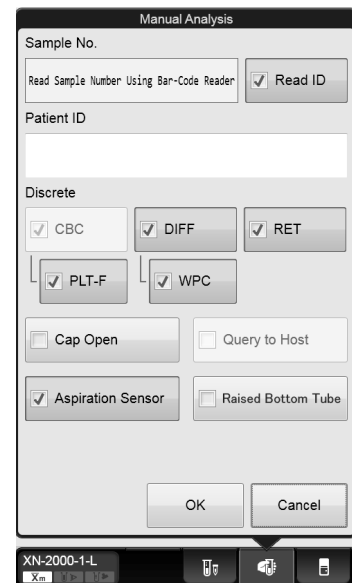 Manual Analysis
Sample No.
Read Sample Number Using Bar-Code Reader
Read ID
Patient ID
Discrete
CBC
DIFF
RET
PLT-F
WPC
Cap Open
Query to Host
Aspiration Sensor
Raised Bottom Tube
OK
Cancel
XN-2000-1-L
Xm